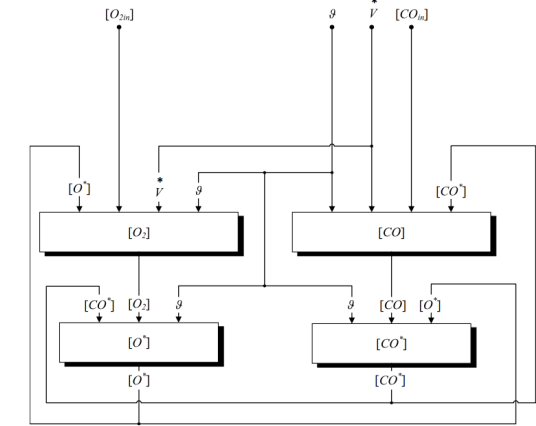 [O₂ᵢₙ] ϑ V* [COᵢₙ]
[O*] V* ϑ [CO*]
[O₂] [CO]
[CO*] [O₂] ϑ ϑ [CO] [O*]
[O*] [CO*]
[O*] [CO*]